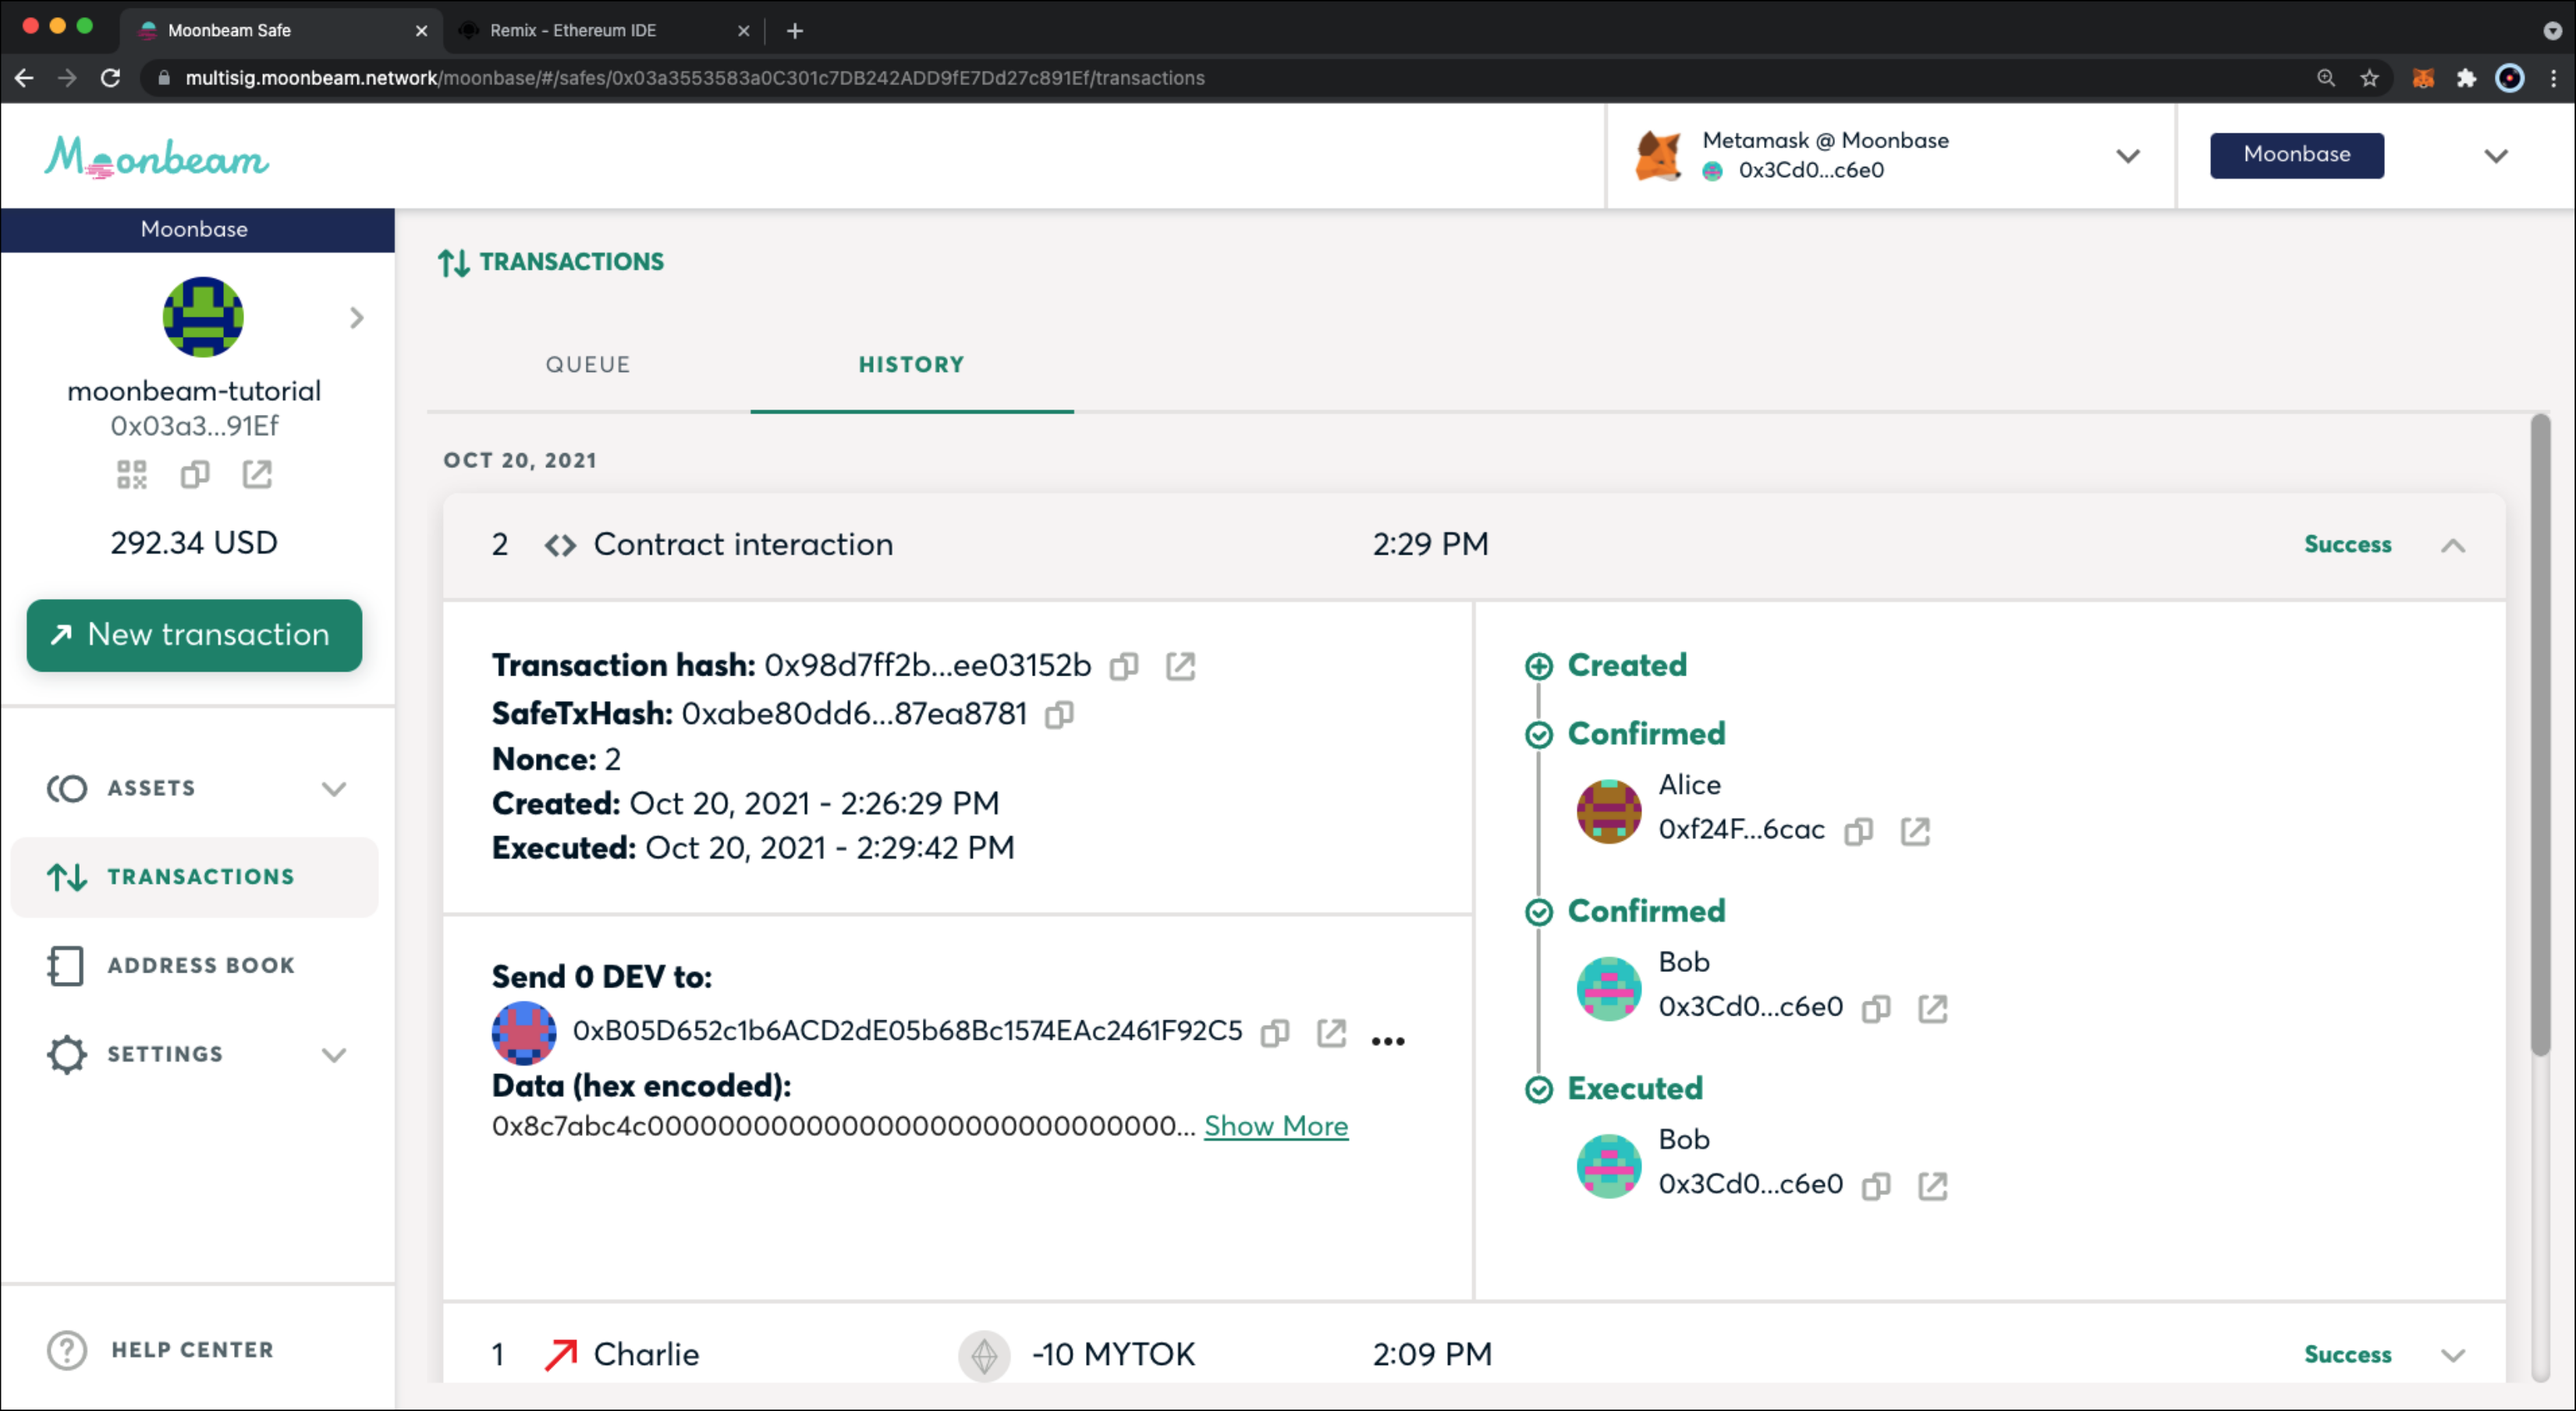 Moonbeam Safe
Remix - Ethereum IDE
multisig.moonbeam.network/moonbase/#/safes/0x03a3553583a0C301c7DB242ADD9fE7Dd27c891Ef/transactions
Moonbeam
Metamask @ Moonbase
0x3Cd0...c6e0
Moonbase
Moonbase
moonbeam-tutorial
0x03a3...91Ef
292.34 USD
New transaction
ASSETS
TRANSACTIONS
ADDRESS BOOK
SETTINGS
HELP CENTER
TRANSACTIONS
QUEUE
HISTORY
OCT 20, 2021
2 <> Contract interaction 2:29 PM Success
Transaction hash: 0x98d7ff2b...ee03152b
SafeTxHash: 0xabe80dd6...87ea8781
Nonce: 2
Created: Oct 20, 2021 - 2:26:29 PM
Executed: Oct 20, 2021 - 2:29:42 PM
Send 0 DEV to:
0xB05D652c1b6ACD2dE05b68Bc1574EAc2461F92C5
Data (hex encoded):
0x8c7abc4c000000000000000000000000000000... Show More
Created
Confirmed
Alice
0xf24F...6cac
Confirmed
Bob
0x3Cd0...c6e0
Executed
Bob
0x3Cd0...c6e0
1 Charlie -10 MYTOK 2:09 PM Success